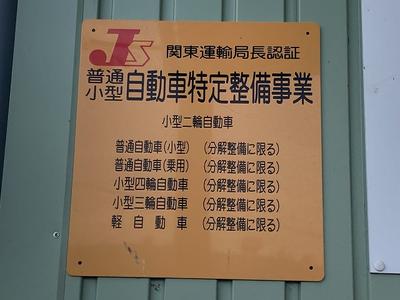 JS 関東運輸局長認証
普通
小型 自動車特定整備事業
小型二輪自動車
普通自動車(小型) (分解整備に限る)
普通自動車(乗用) (分解整備に限る)
小型四輪自動車 (分解整備に限る)
小型三輪自動車 (分解整備に限る)
軽自動車 (分解整備に限る)